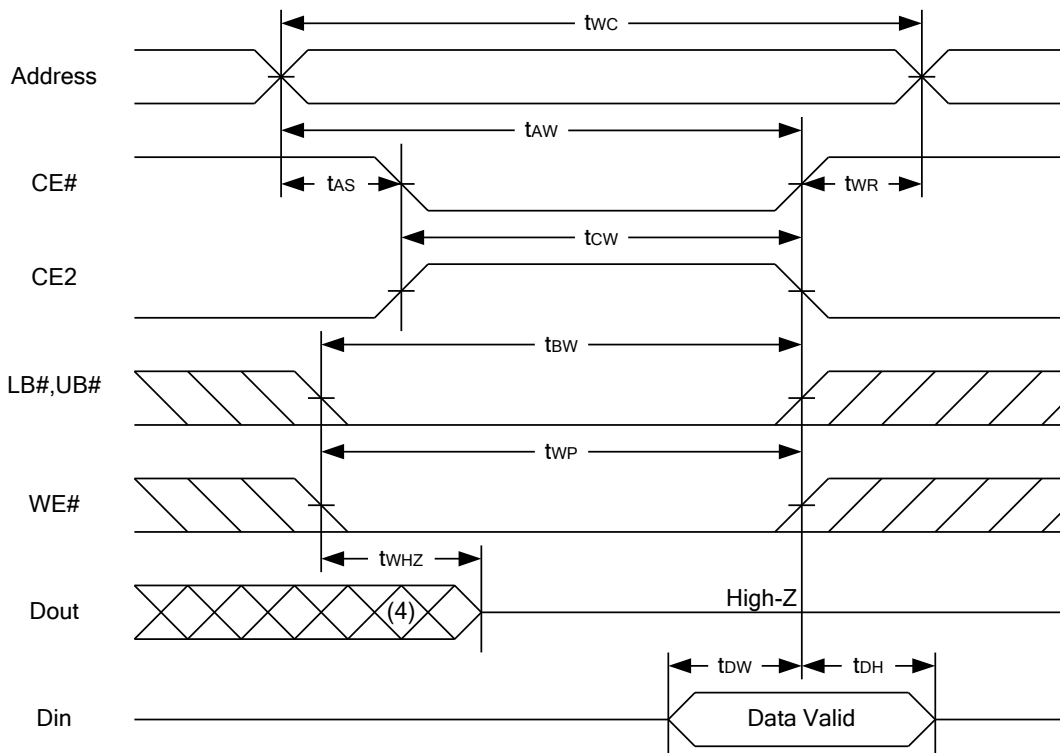 tWC
Address
tAW
CE#
tAS
tWR
tCW
CE2
tBW
LB#,UB#
tWP
WE#
tWHZ
Dout
(4)
High-Z
tDW
tDH
Din
Data Valid